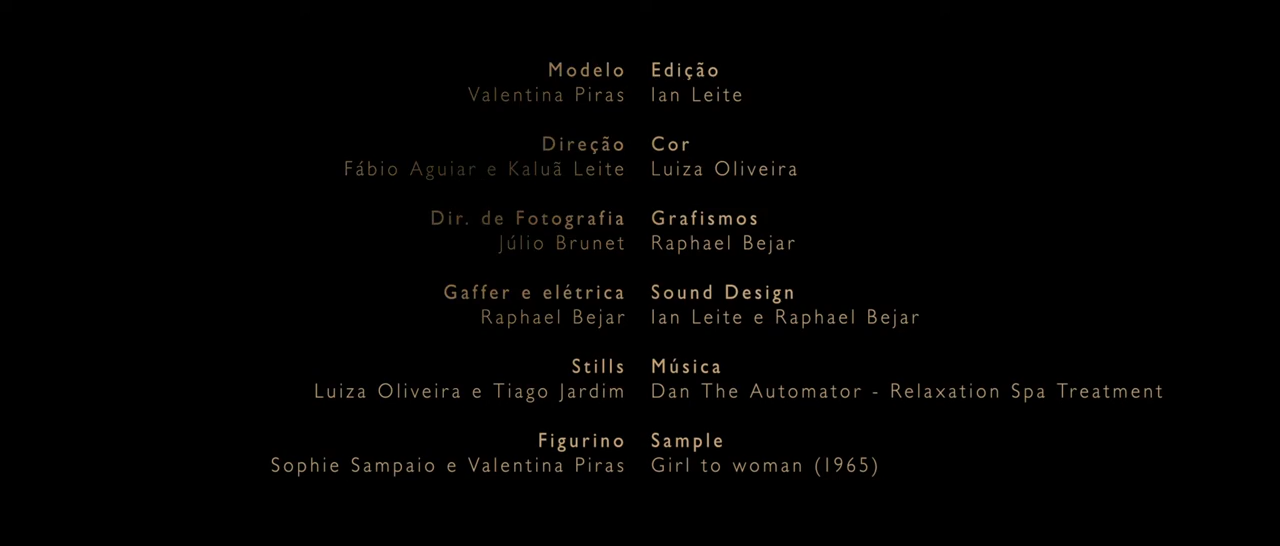 Modelo
Valentina Piras
Direção
Fábio Aguiar e Kaluã Leite
Dir. de Fotografia
Júlio Brunet
Gaffer e elétrica
Raphael Bejar
Stills
Luiza Oliveira e Tiago Jardim
Figurino
Sophie Sampaio e Valentina Piras
Edição
Ian Leite
Cor
Luiza Oliveira
Grafismos
Raphael Bejar
Sound Design
Ian Leite e Raphael Bejar
Música
Dan The Automator - Relaxation Spa Treatment
Sample
Girl to woman (1965)